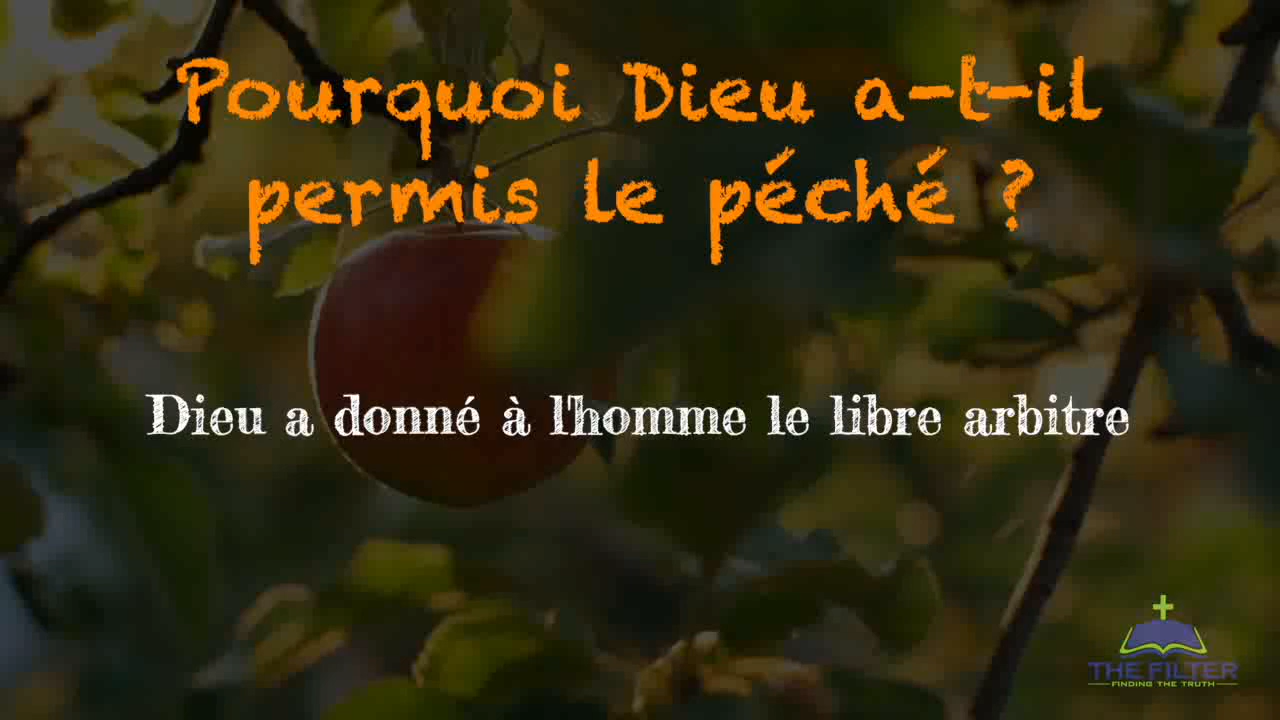 Pourquoi Dieu a-t-il
permis le péché ?
Dieu a donné à l'homme le libre arbitre
THE FILTER
FINDING THE TRUTH